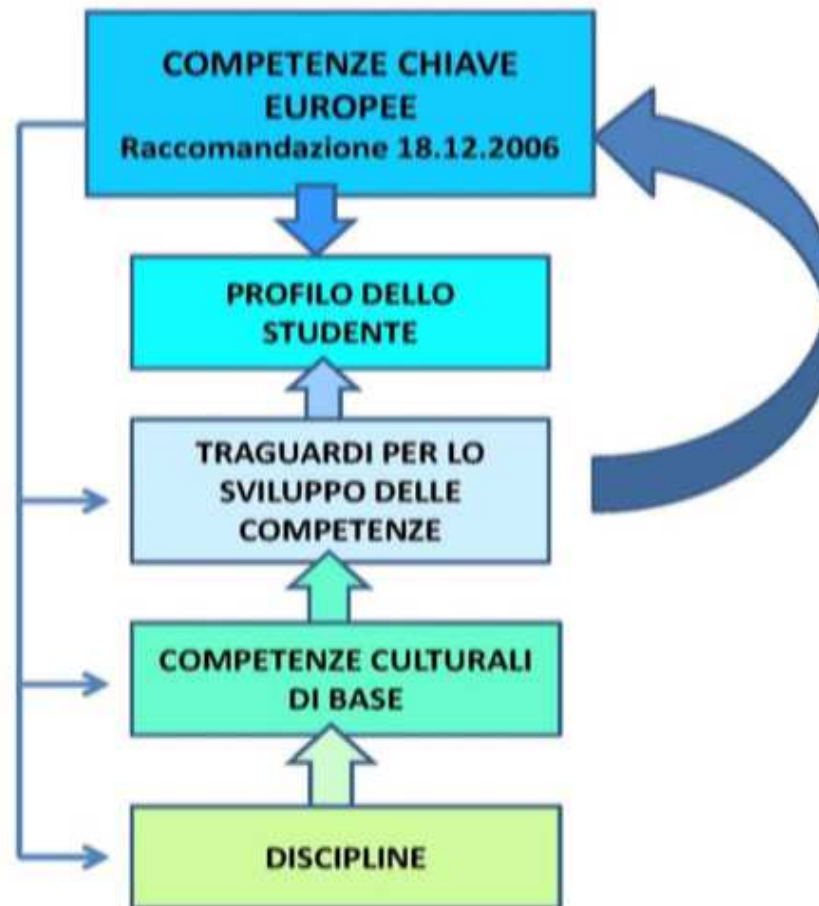 COMPETENZE CHIAVE
EUROPEE
Raccomandazione 18.12.2006
PROFILO DELLO
STUDENTE
TRAGUARDI PER LO
SVILUPPO DELLE
COMPETENZE
COMPETENZE CULTURALI
DI BASE
DISCIPLINE